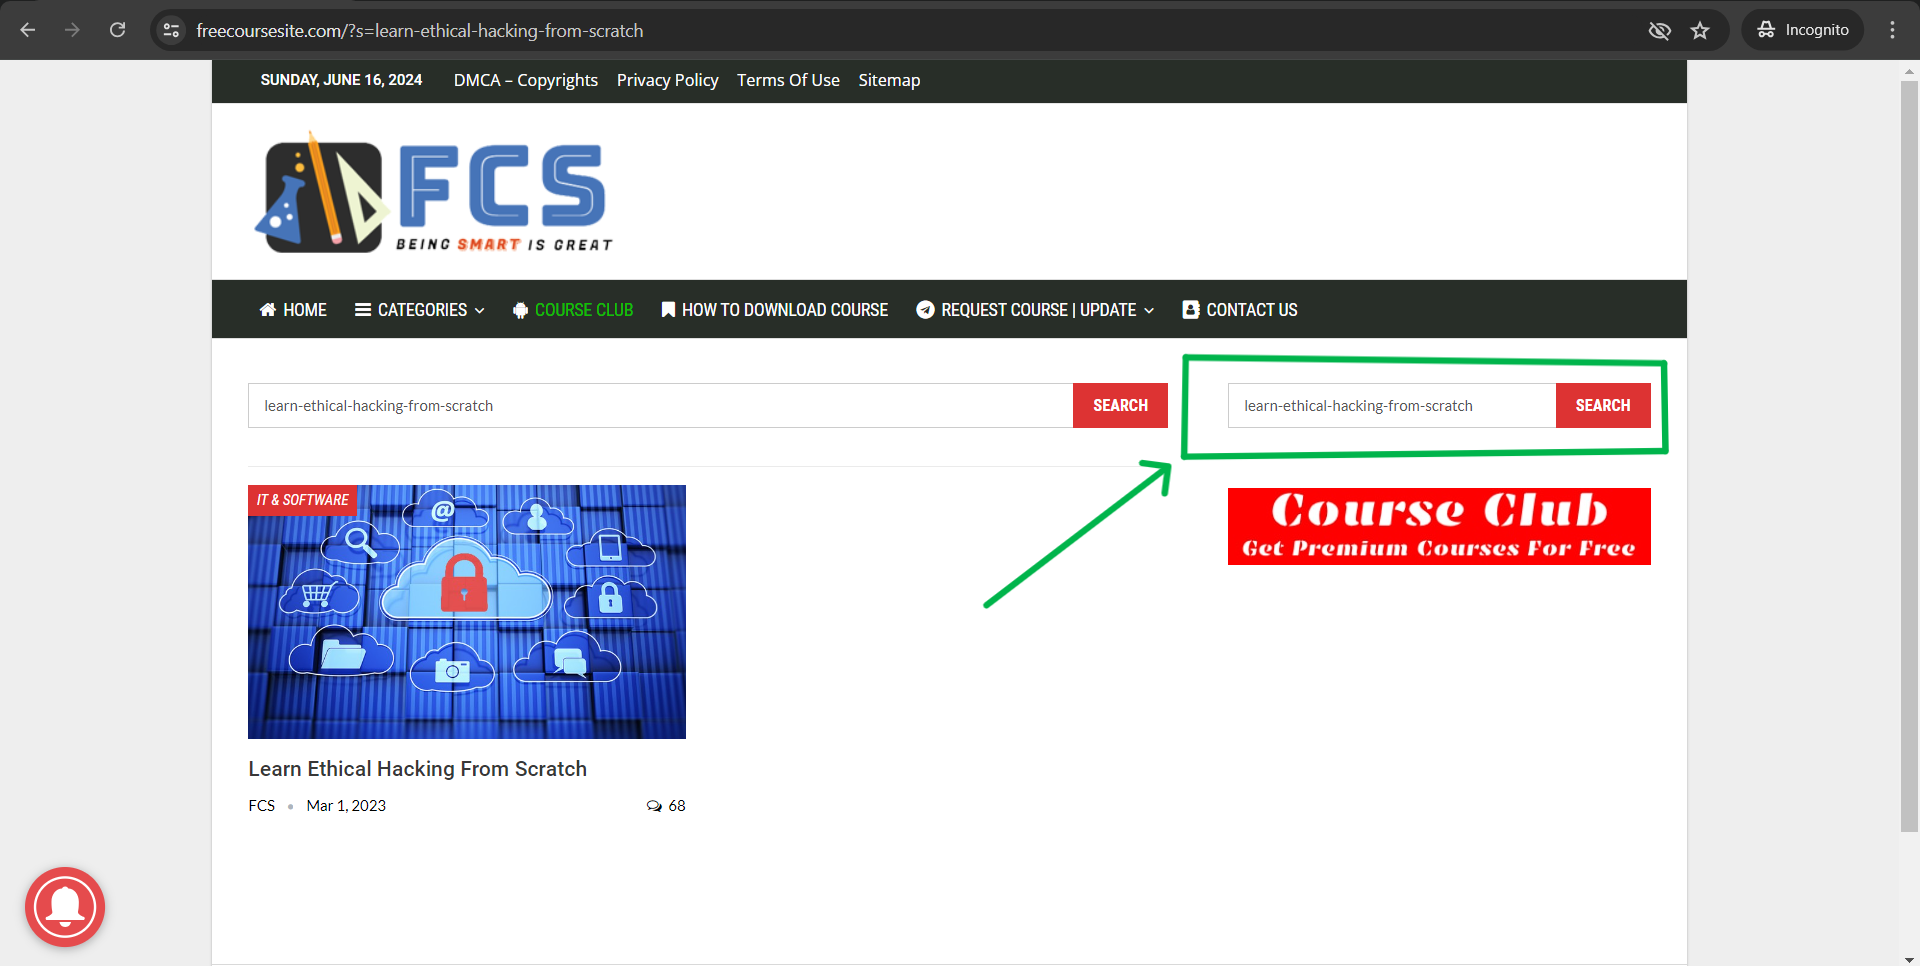 freecoursesite.com/?s=learn-ethical-hacking-from-scratch
Incognito
SUNDAY, JUNE 16, 2024 DMCA – Copyrights Privacy Policy Terms Of Use Sitemap
FCS
BEING SMART IS GREAT
HOME CATEGORIES COURSE CLUB HOW TO DOWNLOAD COURSE REQUEST COURSE | UPDATE CONTACT US
learn-ethical-hacking-from-scratch SEARCH
learn-ethical-hacking-from-scratch SEARCH
IT & SOFTWARE
@
Course Club
Get Premium Courses For Free
Learn Ethical Hacking From Scratch
FCS • Mar 1, 2023 68